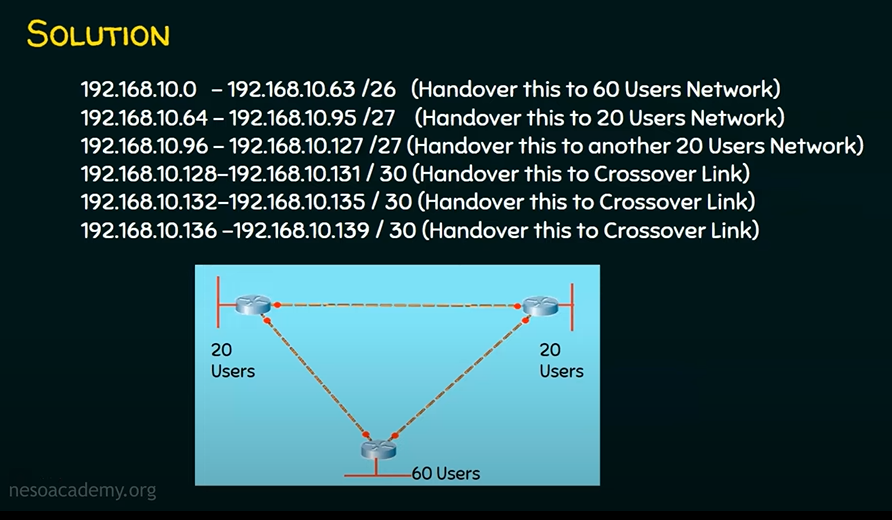 SOLUTION
192.168.10.0 – 192.168.10.63 /26 (Handover this to 60 Users Network)
192.168.10.64 – 192.168.10.95 /27 (Handover this to 20 Users Network)
192.168.10.96 – 192.168.10.127 /27 (Handover this to another 20 Users Network)
192.168.10.128–192.168.10.131 / 30 (Handover this to Crossover Link)
192.168.10.132–192.168.10.135 / 30 (Handover this to Crossover Link)
192.168.10.136 –192.168.10.139 / 30 (Handover this to Crossover Link)
20
Users
20
Users
60 Users
nesoacademy.org